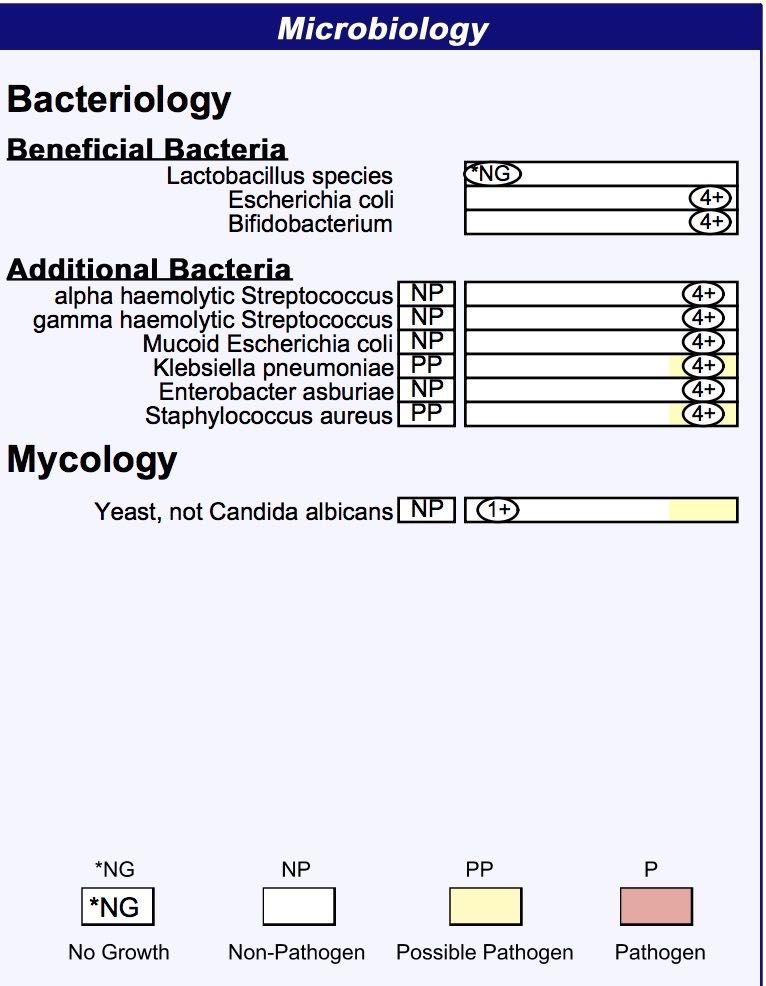 Microbiology
Bacteriology
Beneficial Bacteria
Lactobacillus species *NG
Escherichia coli 4+
Bifidobacterium 4+
Additional Bacteria
alpha haemolytic Streptococcus NP 4+
gamma haemolytic Streptococcus NP 4+
Mucoid Escherichia coli NP 4+
Klebsiella pneumoniae PP 4+
Enterobacter asburiae NP 4+
Staphylococcus aureus PP 4+
Mycology
Yeast, not Candida albicans NP 1+
*NG NP PP P
*NG
No Growth Non-Pathogen Possible Pathogen Pathogen